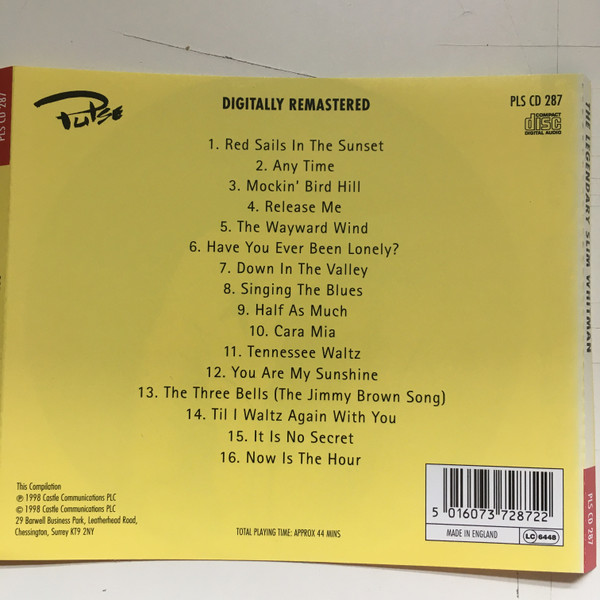 Pulse
DIGITALLY REMASTERED
PLS CD 287
COMPACT
disc
DIGITAL AUDIO
1. Red Sails In The Sunset
2. Any Time
3. Mockin' Bird Hill
4. Release Me
5. The Wayward Wind
6. Have You Ever Been Lonely?
7. Down In The Valley
8. Singing The Blues
9. Half As Much
10. Cara Mia
11. Tennessee Waltz
12. You Are My Sunshine
13. The Three Bells (The Jimmy Brown Song)
14. Til I Waltz Again With You
15. It Is No Secret
16. Now Is The Hour
This Compilation
℗ 1998 Castle Communications PLC
© 1998 Castle Communications PLC
29 Barwell Business Park, Leatherhead Road,
Chessington, Surrey KT9 2NY
TOTAL PLAYING TIME: APPROX 44 MINS
5 016073 728722
MADE IN ENGLAND
LC 6448
PLS CD 287
THE LEGENDARY SLIM WHITMAN
PLS CD 287